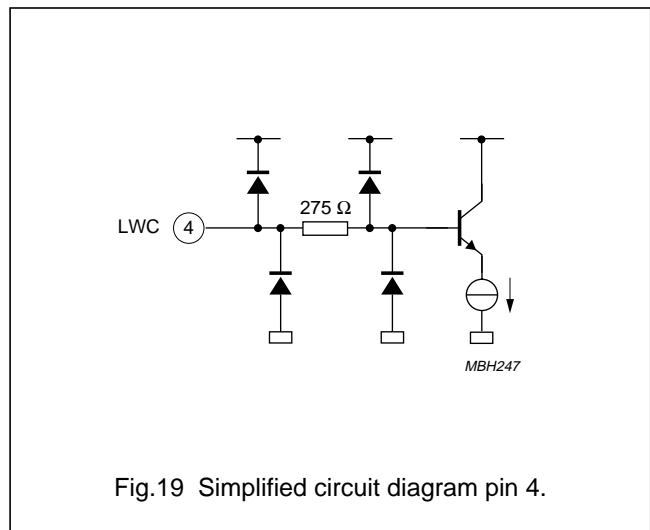 275 Ω
LWC 4
MBH247
Fig.19 Simplified circuit diagram pin 4.